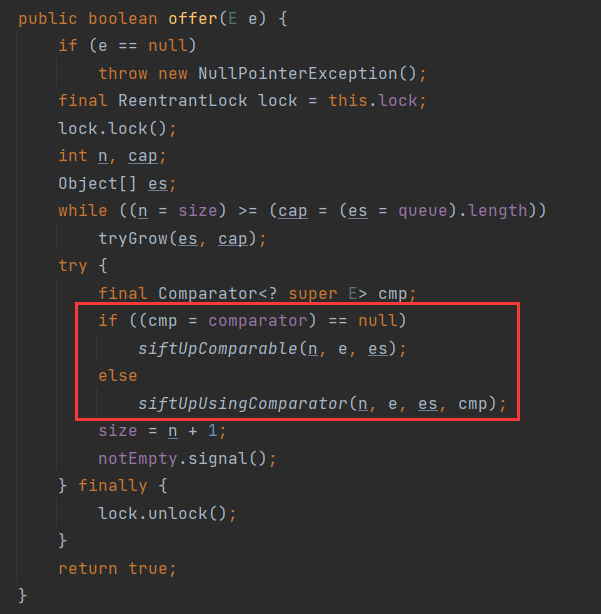 public boolean offer(E e) {
    if (e == null)
        throw new NullPointerException();
    final ReentrantLock lock = this.lock;
    lock.lock();
    int n, cap;
    Object[] es;
    while ((n = size) >= (cap = (es = queue).length))
        tryGrow(es, cap);
    try {
        final Comparator<? super E> cmp;
        if ((cmp = comparator) == null)
            siftUpComparable(n, e, es);
        else
            siftUpUsingComparator(n, e, es, cmp);
        size = n + 1;
        notEmpty.signal();
    } finally {
        lock.unlock();
    }
    return true;
}